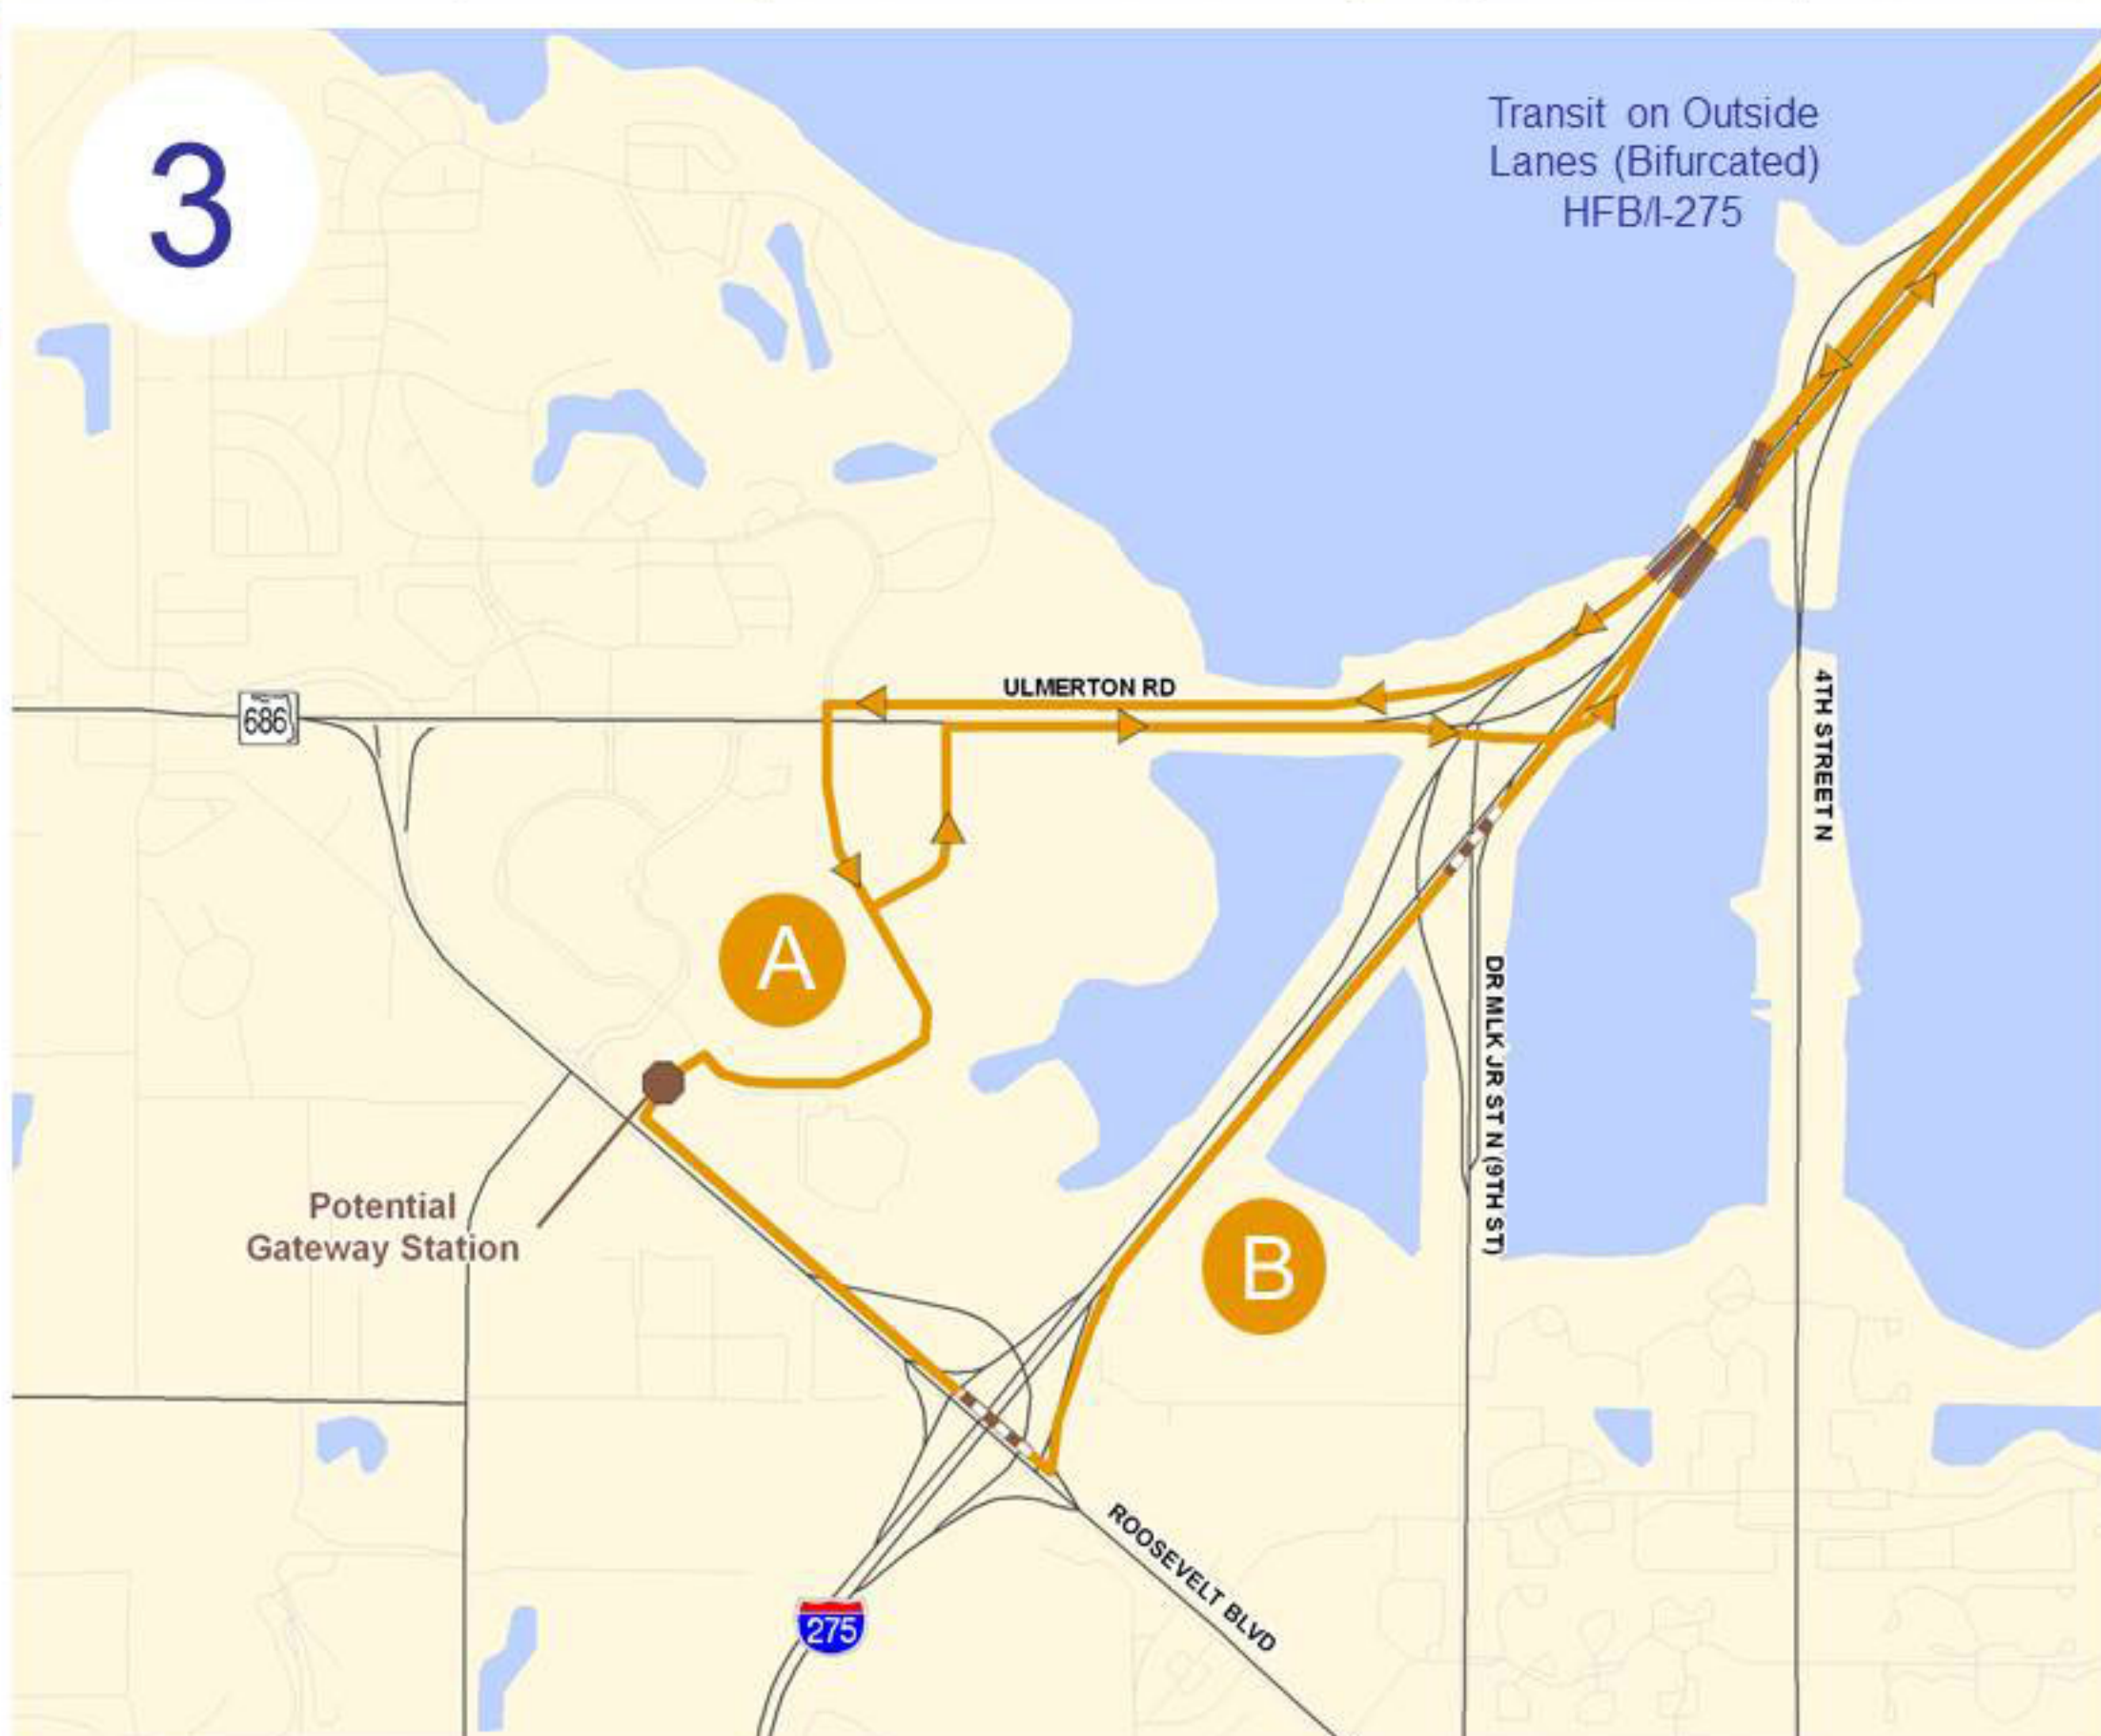 3
Transit on Outside
Lanes (Bifurcated)
HFB/I-275
ULMERTON RD
686
4TH STREET N
A
DR MLK JR ST N (9TH ST)
Potential
Gateway Station
B
ROOSEVELT BLVD
275